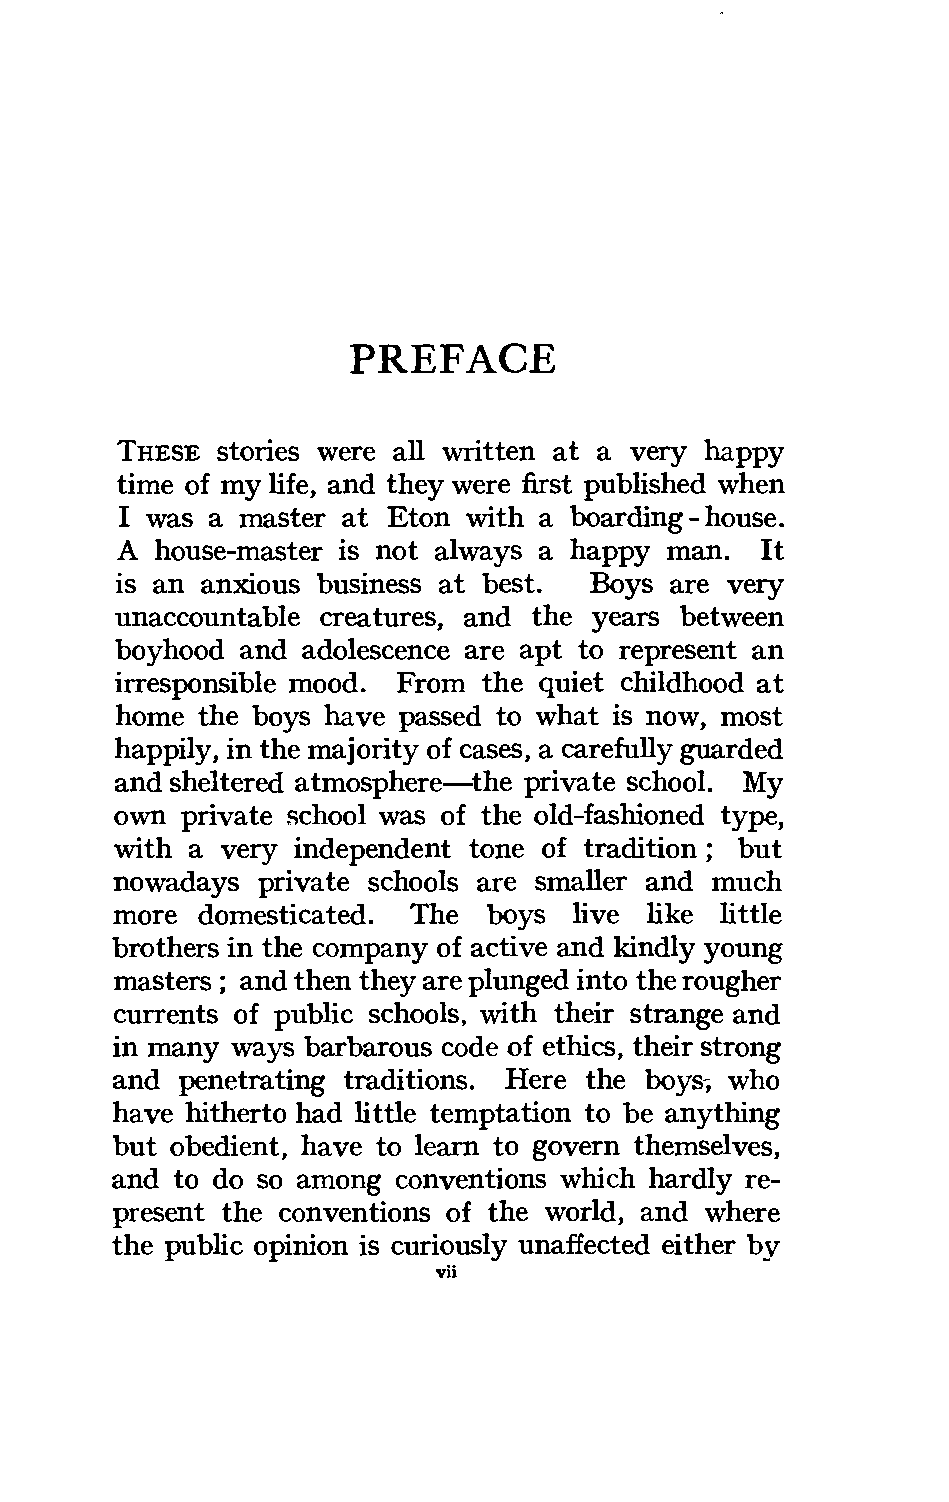 PREFACE
THESE stories were all written at a very happy
time of my life, and they were first published when
I was a master at Eton with a boarding-house.
A house-master is not always a happy man. It
is an anxious business at best. Boys are very
unaccountable creatures, and the years between
boyhood and adolescence are apt to represent an
irresponsible mood. From the quiet childhood at
home the boys have passed to what is now, most
happily, in the majority of cases, a carefully guarded
and sheltered atmosphere—the private school. My
own private school was of the old-fashioned type,
with a very independent tone of tradition; but
nowadays private schools are smaller and much
more domesticated. The boys live like little
brothers in the company of active and kindly young
masters; and then they are plunged into the rougher
currents of public schools, with their strange and
in many ways barbarous code of ethics, their strong
and penetrating traditions. Here the boys, who
have hitherto had little temptation to be anything
but obedient, have to learn to govern themselves,
and to do so among conventions which hardly re-
present the conventions of the world, and where
the public opinion is curiously unaffected either by
vii